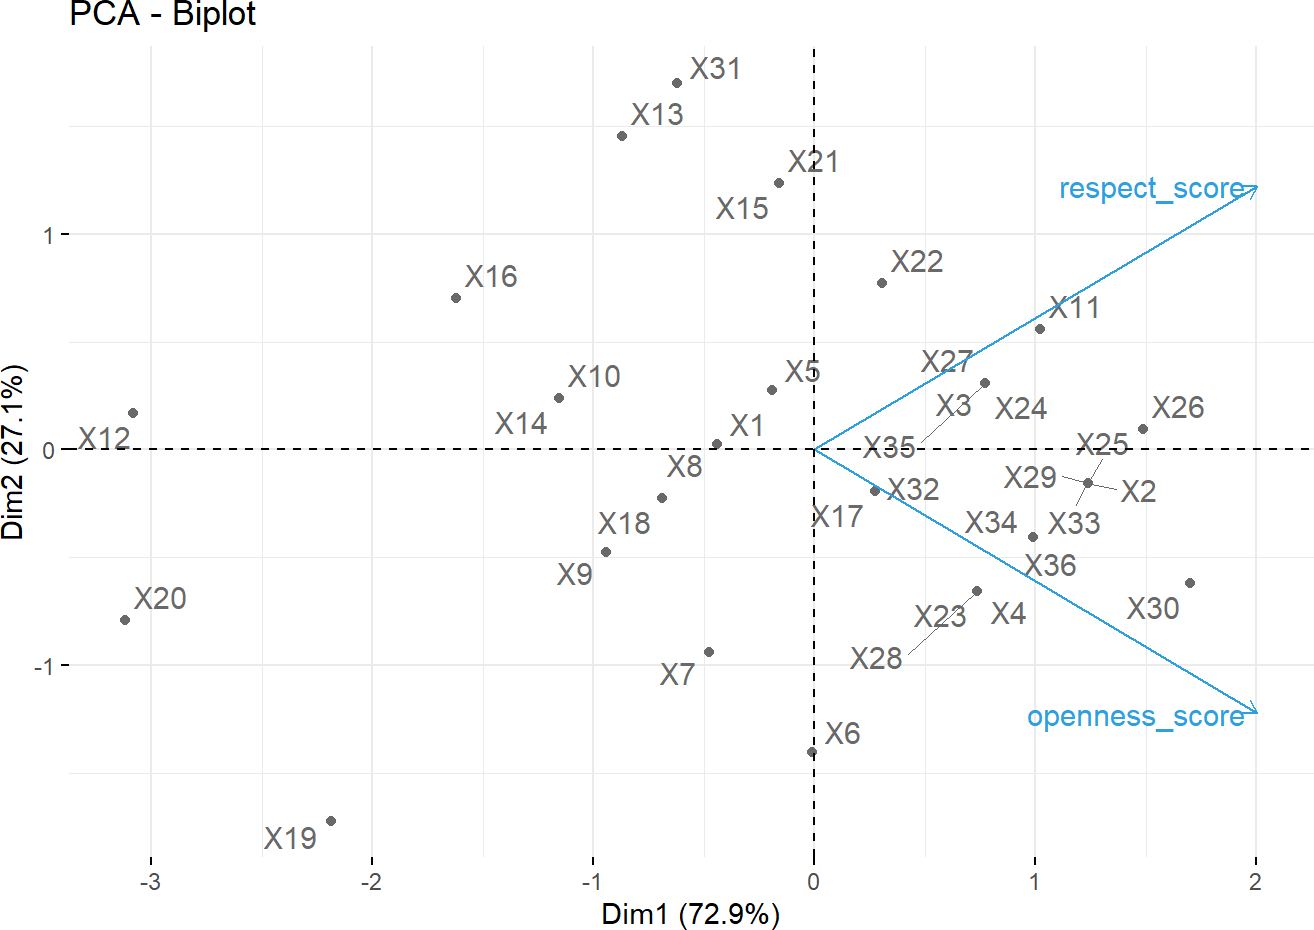 PCA - Biplot
X31
X13
X21
X15
respect_score
1
X22
X16
X11
X27
X5
X10
X3
X24
X26
X14
X1
X12
X25
0
X35
X8
X29
X32
X2
X17
X34
X33
X18
X36
X9
X20
X30
X23
X4
X28
-1
X7
openness_score
X6
X19
-3
-2
-1
0
1
2
Dim1 (72.9%)
Dim2 (27.1%)